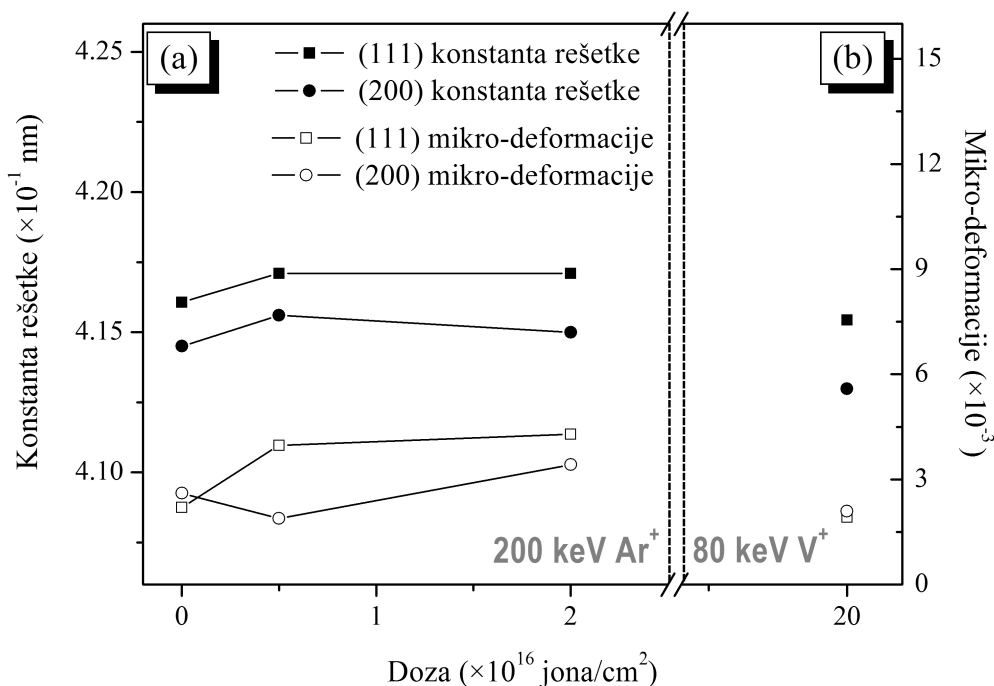 (a)
(111) konstanta rešetke
(200) konstanta rešetke
(111) mikro-deformacije
(200) mikro-deformacije
(b)
Konstanta rešetke (×10⁻¹ nm)
4.25
4.20
4.15
4.10
15
12
9
6
3
0
Mikro-deformacije (×10⁻³)
200 keV Ar⁺
80 keV V⁺
0 1 2 20
Doza (×10¹⁶ jona/cm²)